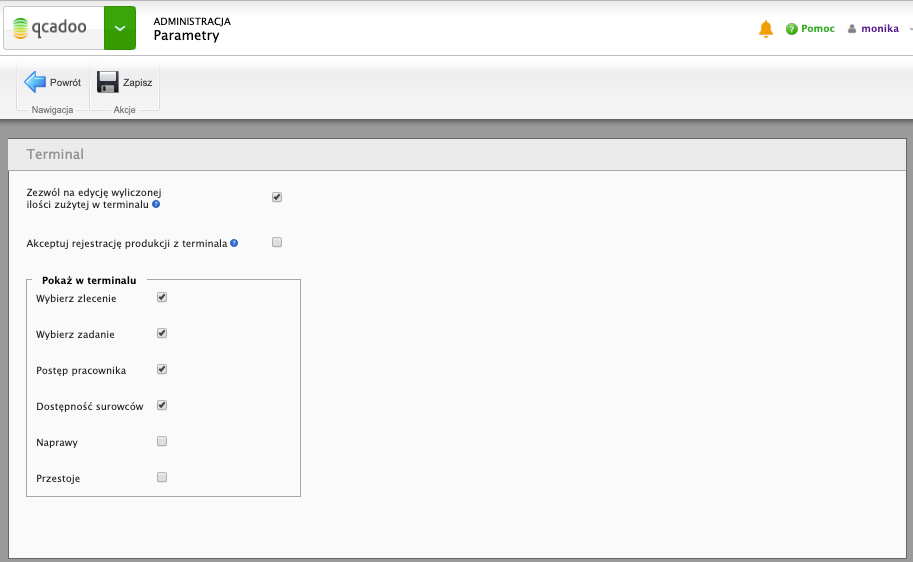 qcadoo
ADMINISTRACJA
Parametry
Pomoc
monika
Powrót
Zapisz
Nawigacja
Akcje
Terminal
Zezwól na edycję wyliczonej
ilości zużytej w terminalu
Akceptuj rejestrację produkcji z terminala
Pokaż w terminalu
Wybierz zlecenie
Wybierz zadanie
Postęp pracownika
Dostępność surowców
Naprawy
Przestoje